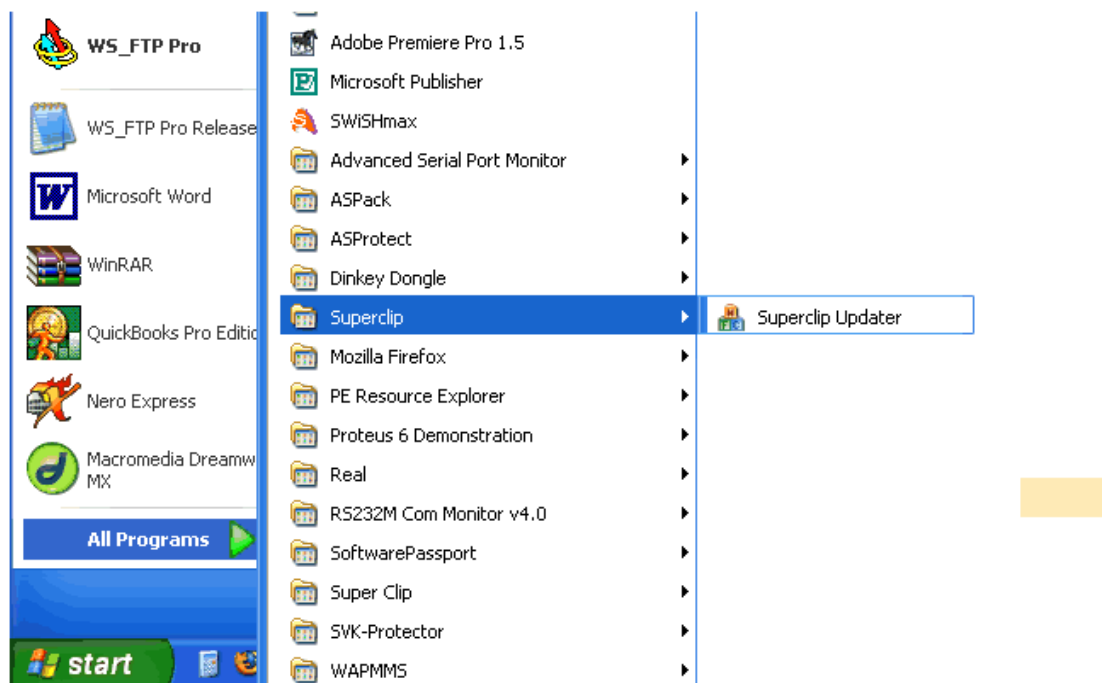 WS_FTP Pro
WS_FTP Pro Release
Microsoft Word
WinRAR
QuickBooks Pro Editio
Nero Express
Macromedia Dreamw
MX
All Programs
start
Adobe Premiere Pro 1.5
Microsoft Publisher
SWiSHmax
Advanced Serial Port Monitor
ASPack
ASProtect
Dinkey Dongle
Superclip
Mozilla Firefox
PE Resource Explorer
Proteus 6 Demonstration
Real
RS232M Com Monitor v4.0
SoftwarePassport
Super Clip
SVK-Protector
WAPMMS
Superclip Updater